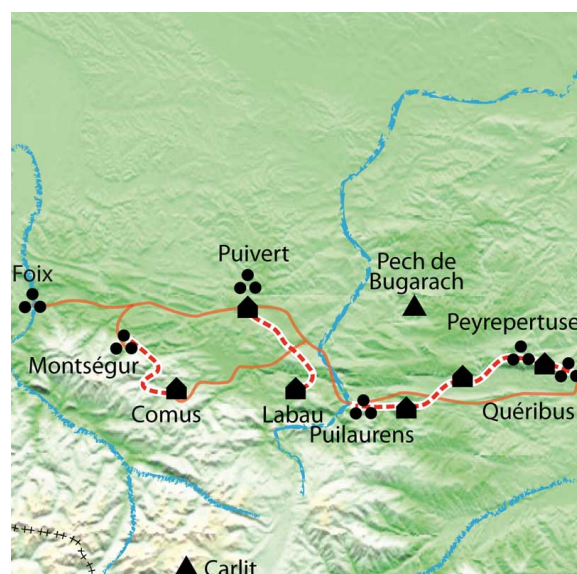 Puivert
Foix
Pech de
Bugarach
Peyrepertuse
Montségur
Comus
Labau
Quéribus
Puilaurens
Carlit